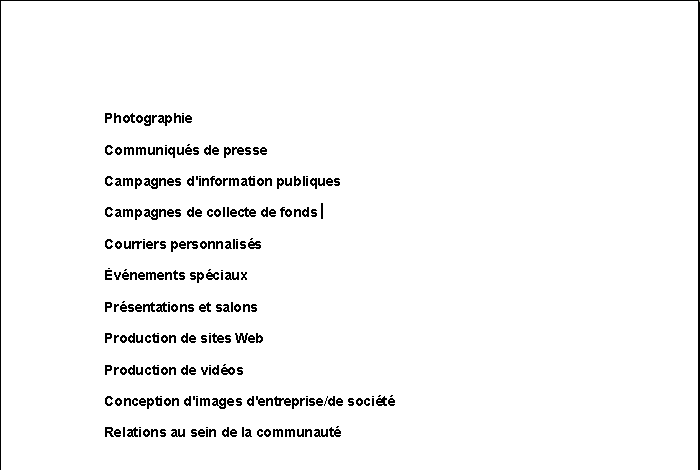 Photographie
Communiqués de presse
Campagnes d'information publiques
Campagnes de collecte de fonds
Courriers personnalisés
Événements spéciaux
Présentations et salons
Production de sites Web
Production de vidéos
Conception d'images d'entreprise/de société
Relations au sein de la communauté